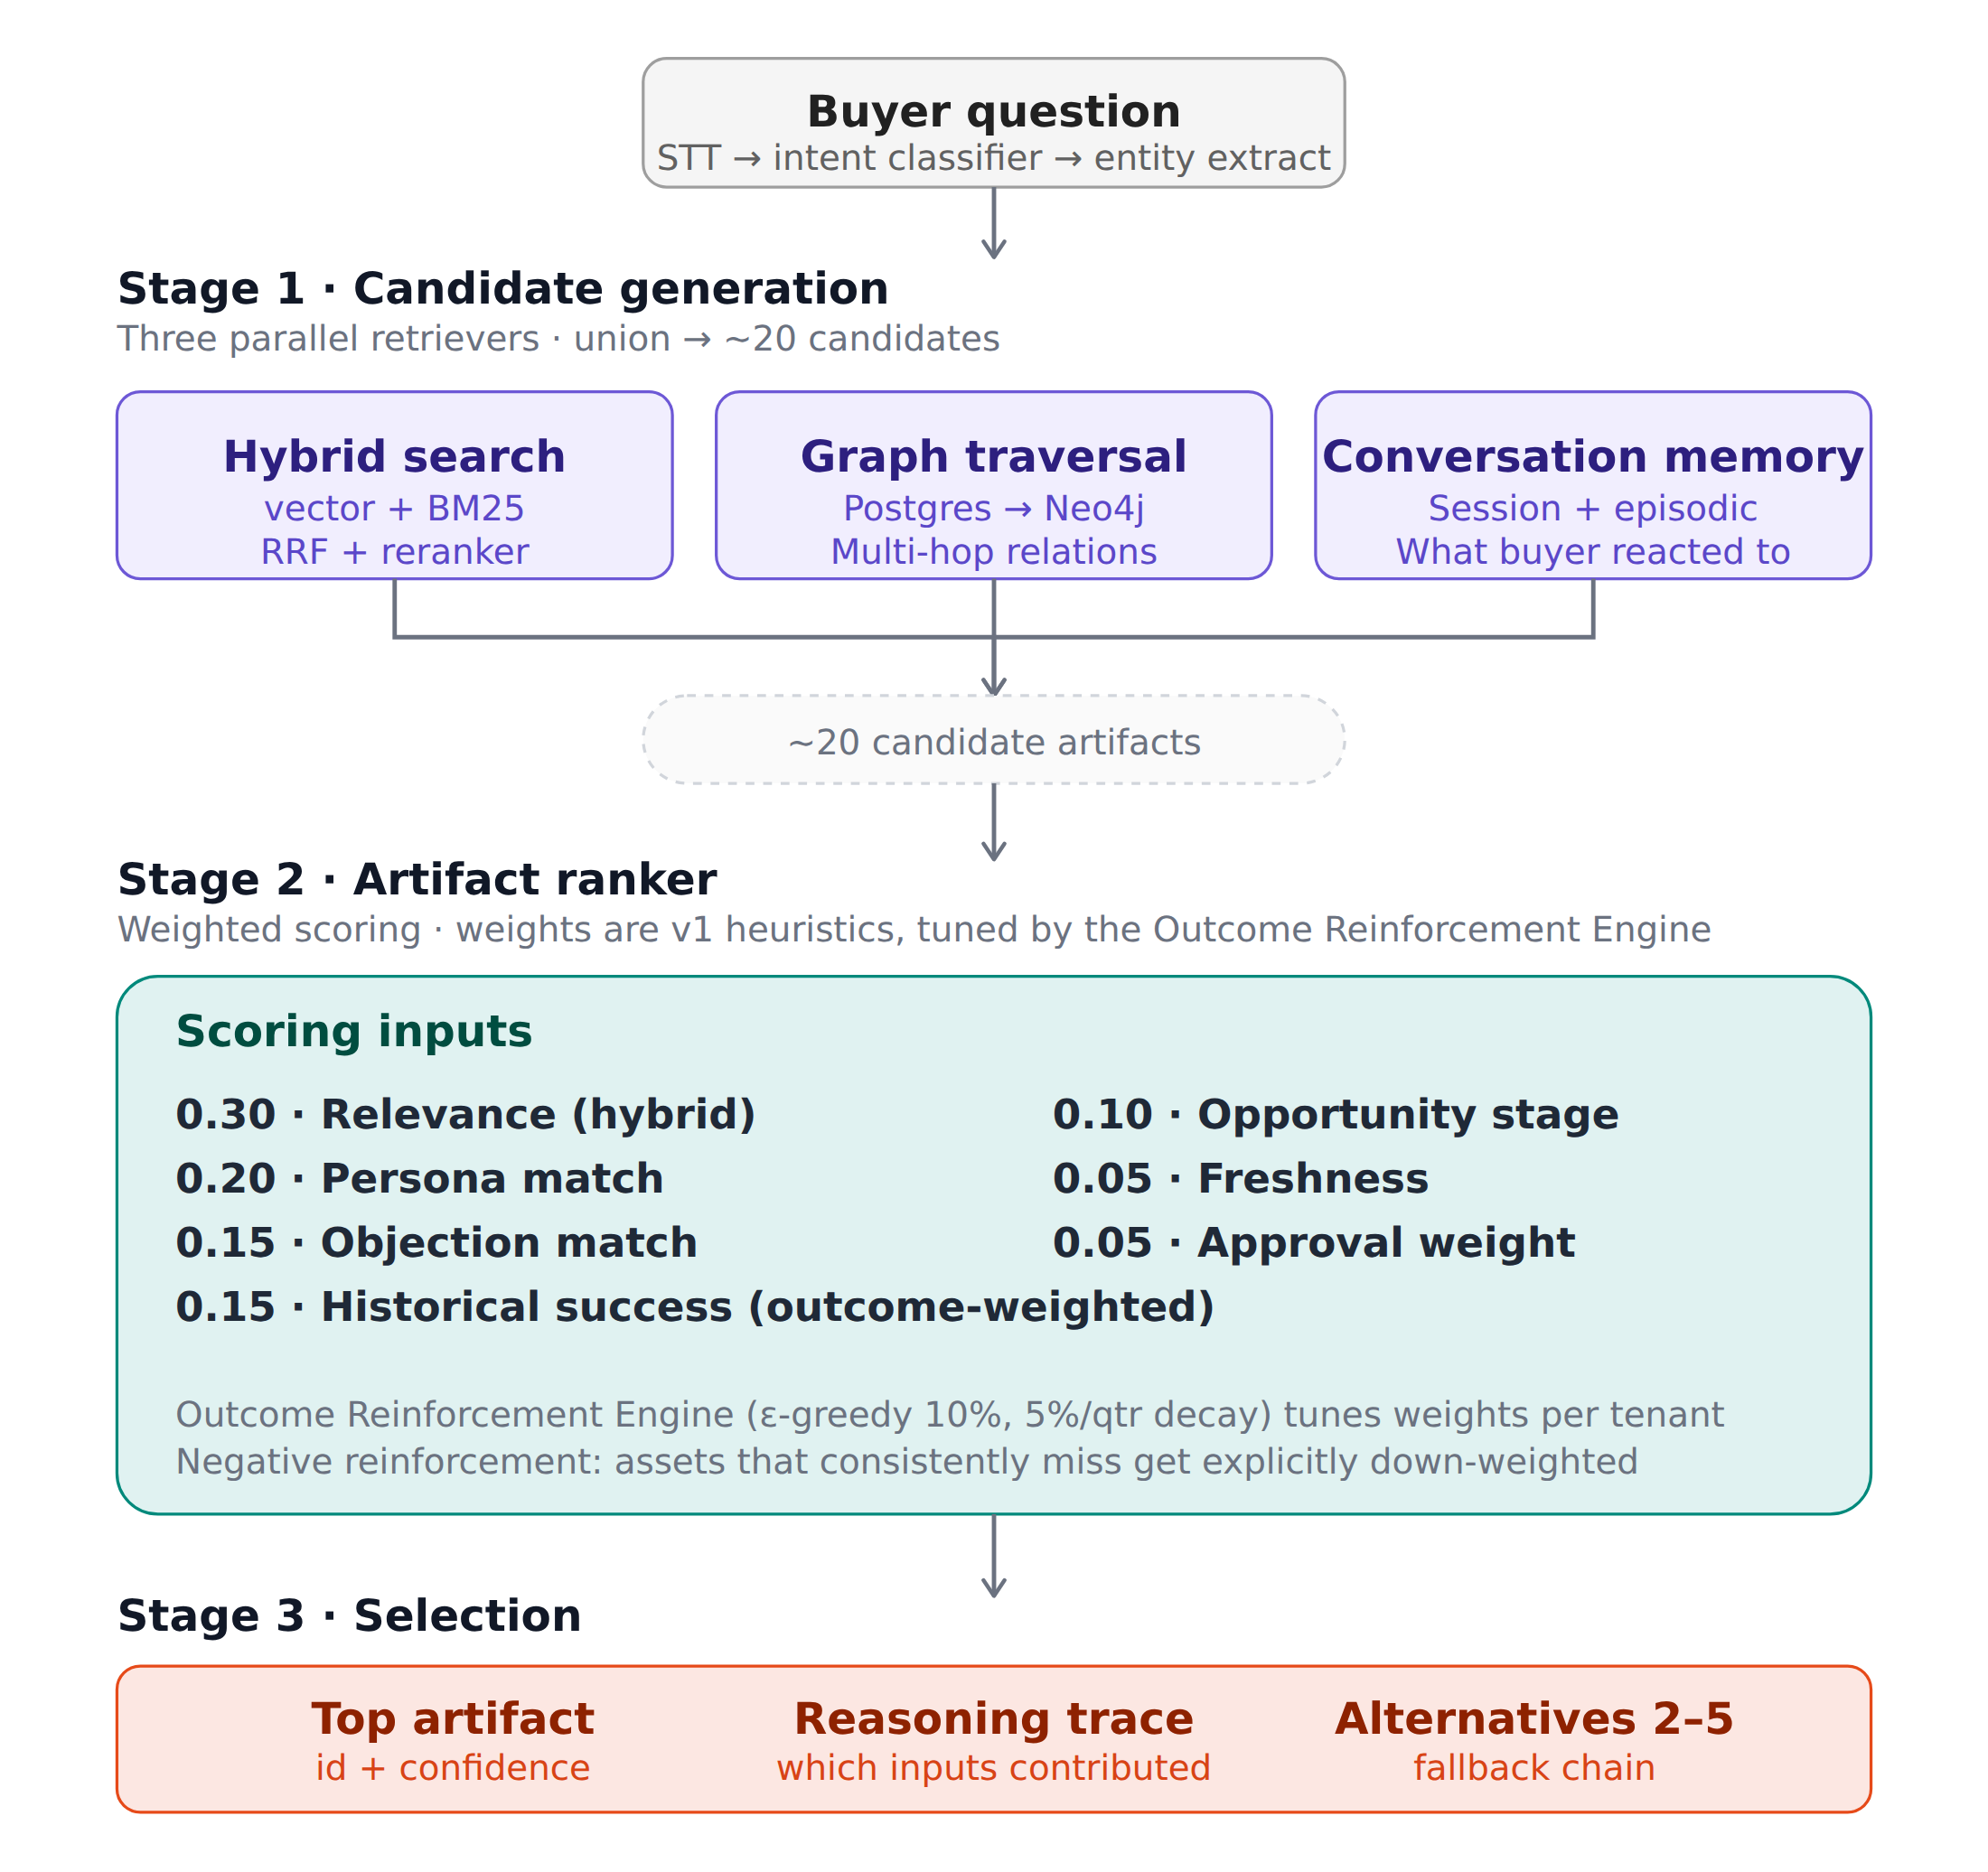 Buyer question
STT → intent classifier → entity extract
Stage 1 · Candidate generation
Three parallel retrievers · union → ~20 candidates
Hybrid search
vector + BM25
RRF + reranker
Graph traversal
Postgres → Neo4j
Multi-hop relations
Conversation memory
Session + episodic
What buyer reacted to
~20 candidate artifacts
Stage 2 · Artifact ranker
Weighted scoring · weights are v1 heuristics, tuned by the Outcome Reinforcement Engine
Scoring inputs
0.30 · Relevance (hybrid)
0.20 · Persona match
0.15 · Objection match
0.15 · Historical success (outcome-weighted)
0.10 · Opportunity stage
0.05 · Freshness
0.05 · Approval weight
Outcome Reinforcement Engine (ε-greedy 10%, 5%/qtr decay) tunes weights per tenant
Negative reinforcement: assets that consistently miss get explicitly down-weighted
Stage 3 · Selection
Top artifact
id + confidence
Reasoning trace
which inputs contributed
Alternatives 2–5
fallback chain